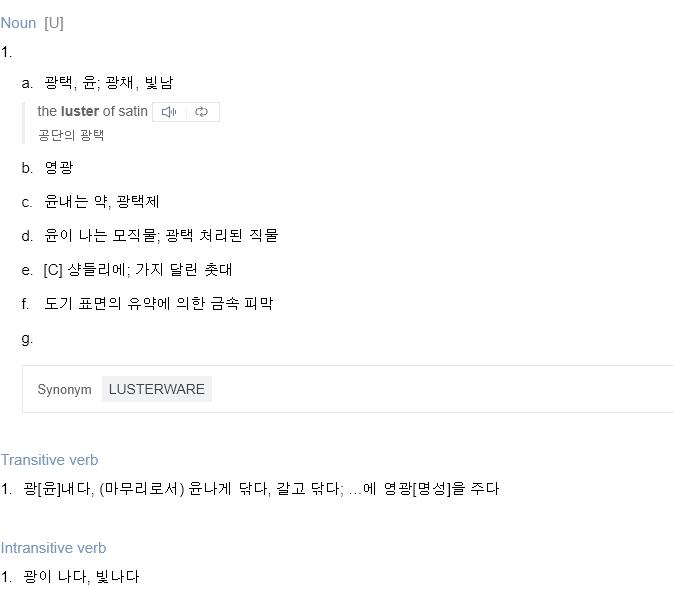 Noun [U]
1.
a. 광택, 윤; 광채, 빛남
the luster of satin
공단의 광택
b. 영광
c. 윤내는 약, 광택제
d. 윤이 나는 모직물; 광택 처리된 직물
e. [C] 샹들리에; 가지 달린 촛대
f. 도기 표면의 유약에 의한 금속 피막
g.
Synonym LUSTERWARE
Transitive verb
1. 광[윤]내다, (마무리로서) 윤나게 닦다, 갈고 닦다; …에 영광[명성]을 주다
Intransitive verb
1. 광이 나다, 빛나다